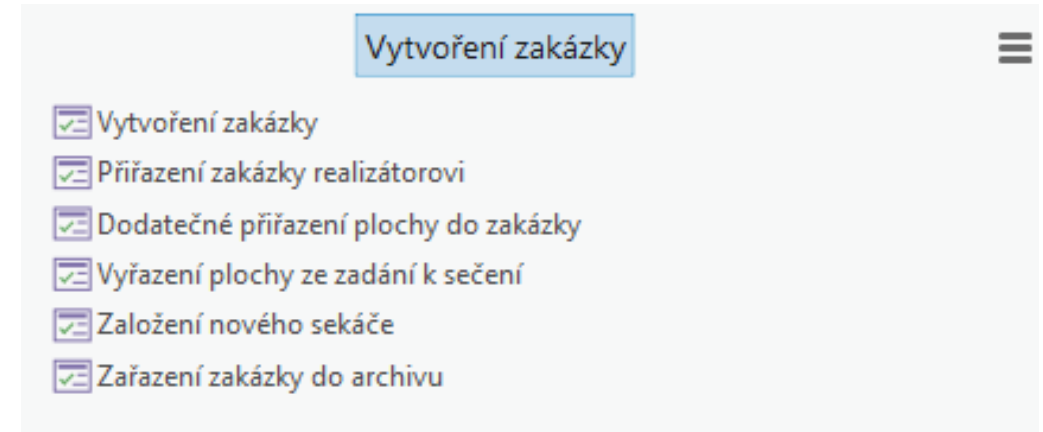 Vytvoření zakázky
Vytvoření zakázky
Přiřazení zakázky realizátorovi
Dodatečné přiřazení plochy do zakázky
Vyřazení plochy ze zadání k sečení
Založení nového sekáče
Zařazení zakázky do archivu